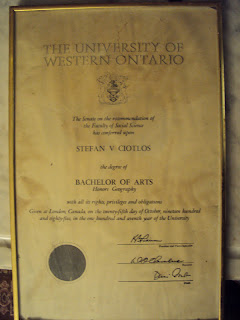 THE UNIVERSITY OF
WESTERN ONTARIO
The Senate on the recommendation of
the Faculty of Social Science
has conferred upon
STEFAN V CIOTLOS
the degree of
BACHELOR OF ARTS
Honors Geography
with all its rights, privileges and obligations
Given at London, Canada, on the twenty-fifth day of October, nineteen hundred
and eighty-five, in the one hundred and seventh year of the University